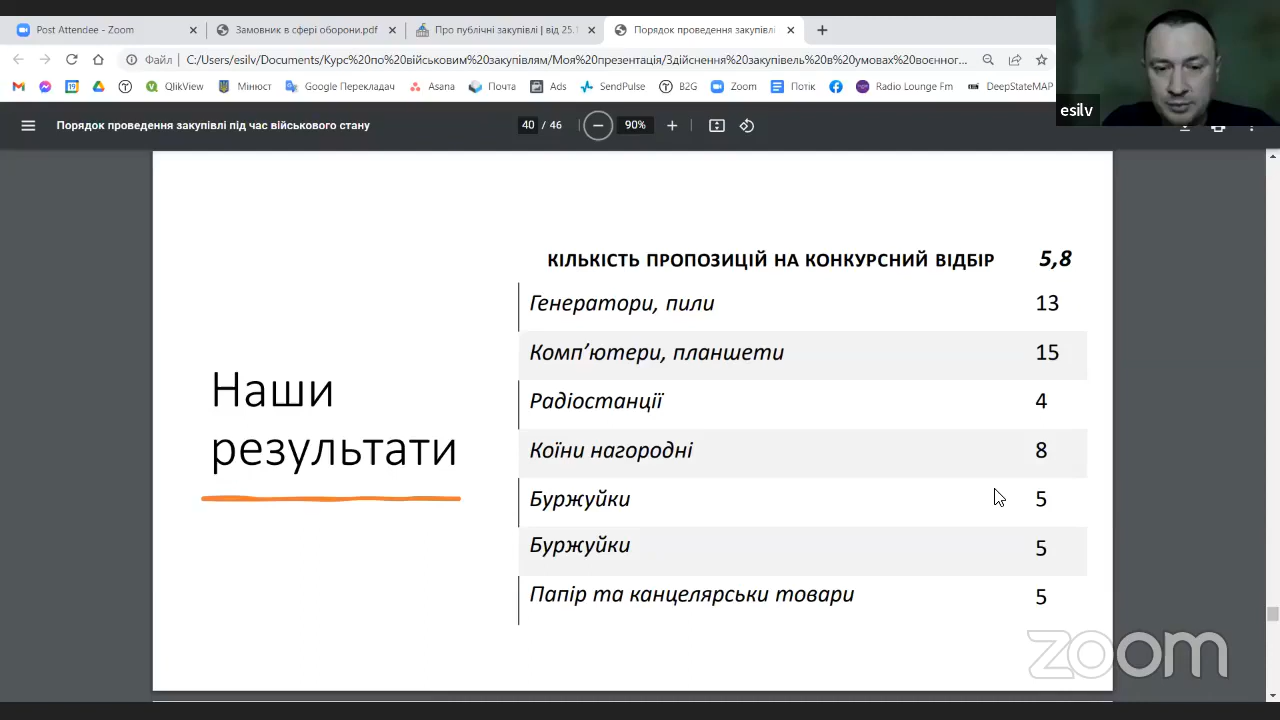 Post Attendee - Zoom
Замовник в сфері оборони.pdf
Про публічні закупівлі | від 25.1
Порядок проведення закупівлі
Файл
C:/Users/esilv/Documents/Курс%20по%20військовим%20закупівлям/Моя%20презентація/Здійснення%20закупівель%20в%20умовах%20воєнног...
QlikView
Мінюст
Google Перекладач
Asana
Почта
Ads
SendPulse
B2G
Zoom
Потік
Radio Lounge Fm
DeepStateMAP
esilv
Порядок проведення закупівлі під час військового стану
40 / 46
90%
Наши
результати
КІЛЬКІСТЬ ПРОПОЗИЦІЙ НА КОНКУРСНИЙ ВІДБІР 5,8
Генератори, пили 13
Комп’ютери, планшети 15
Радіостанції 4
Коїни нагородні 8
Буржуйки 5
Буржуйки 5
Папір та канцелярськи товари 5
zoom